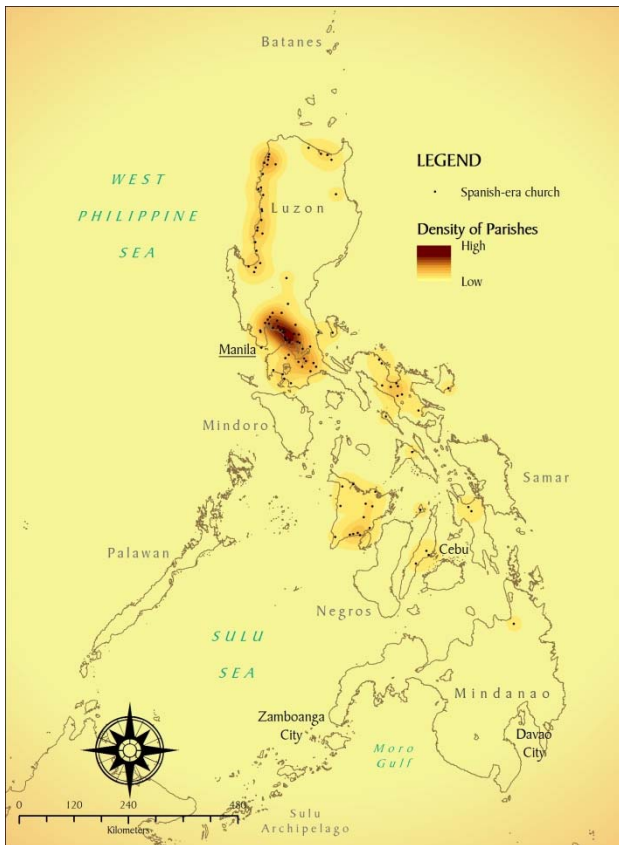 Batanes
WEST
PHILIPPINE
SEA
LEGEND
Spanish-era church
Density of Parishes
High
Low
Luzon
Manila
Mindoro
Samar
Palawan
Cebu
Negros
SULU
SEA
Mindanao
Zamboanga
City
Davao
City
Moro
Gulf
0 120 240 480
Kilometers
Sulu
Archipelago